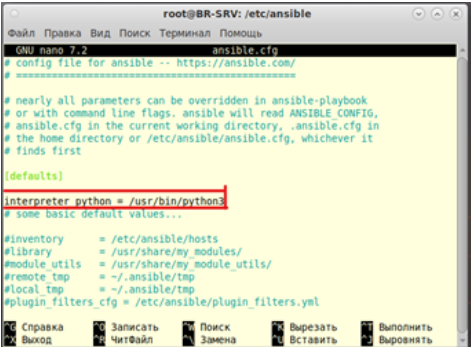 root@BR-SRV: /etc/ansible
Файл Правка Вид Поиск Терминал Помощь
GNU nano 7.2 ansible.cfg
# config file for ansible -- https://ansible.com/
# ===============================================
# nearly all parameters can be overridden in ansible-playbook
# or with command line flags. ansible will read ANSIBLE_CONFIG,
# ansible.cfg in the current working directory, .ansible.cfg in
# the home directory or /etc/ansible/ansible.cfg, whichever it
# finds first
[defaults]
interpreter_python = /usr/bin/python3
# some basic default values...
#inventory = /etc/ansible/hosts
#library = /usr/share/my_modules/
#module_utils = /usr/share/my_module_utils/
#remote_tmp = ~/.ansible/tmp
#local_tmp = ~/.ansible/tmp
#plugin_filters_cfg = /etc/ansible/plugin_filters.yml
^G Справка ^O Записать ^W Поиск ^K Вырезать ^T Выполнить
^X Выход ^R ЧитФайл ^\ Замена ^U Вставить ^J Выровнять